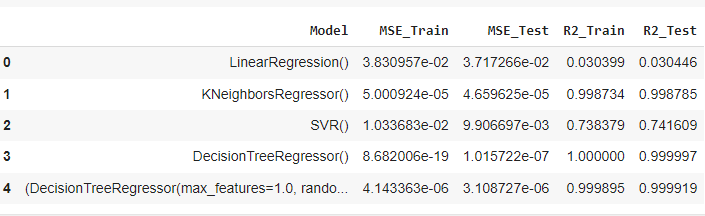 Model MSE_Train MSE_Test R2_Train R2_Test
0 LinearRegression() 3.830957e-02 3.717266e-02 0.030399 0.030446
1 KNeighborsRegressor() 5.000924e-05 4.659625e-05 0.998734 0.998785
2 SVR() 1.033683e-02 9.906697e-03 0.738379 0.741609
3 DecisionTreeRegressor() 8.682006e-19 1.015722e-07 1.000000 0.999997
4 (DecisionTreeRegressor(max_features=1.0, rando... 4.143363e-06 3.108727e-06 0.999895 0.999919